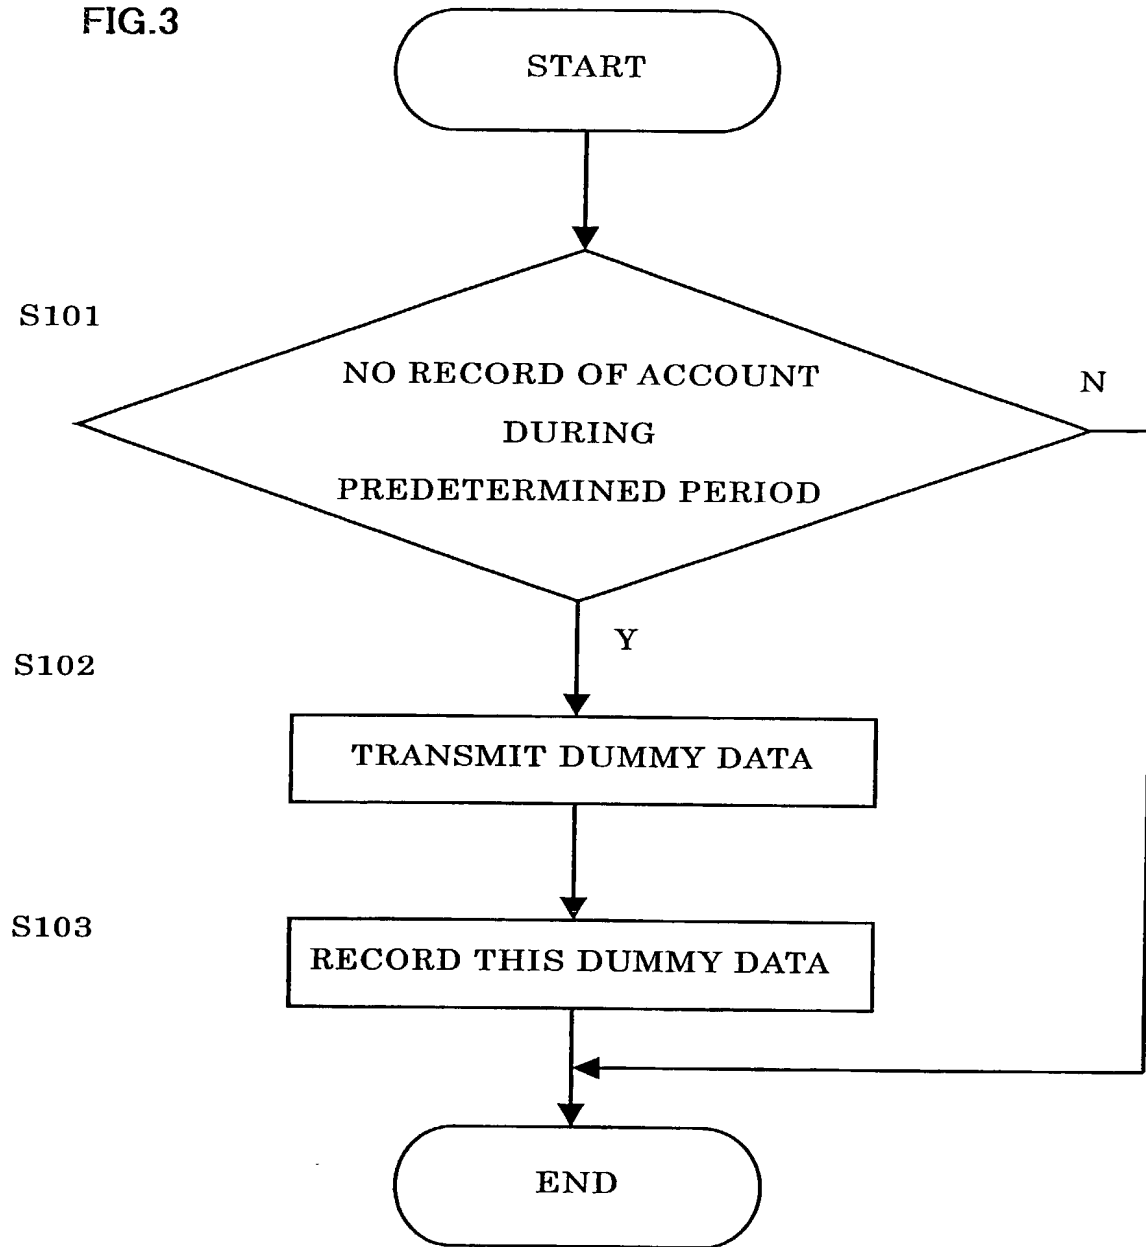 FIG.3
START
S101
NO RECORD OF ACCOUNT
DURING
PREDETERMINED PERIOD
N
Y
S102
TRANSMIT DUMMY DATA
S103
RECORD THIS DUMMY DATA
END